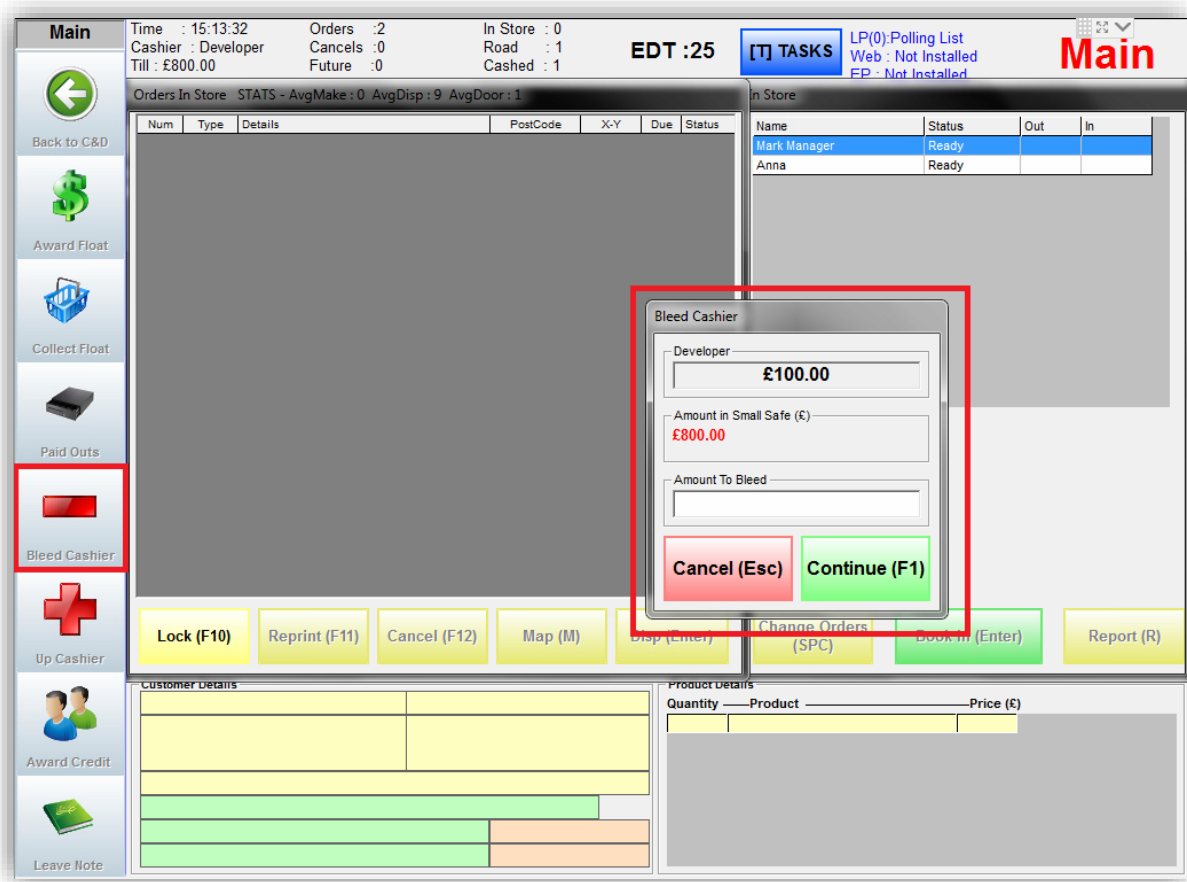 Main
Time : 15:13:32 Orders :2 In Store : 0
Cashier : Developer Cancels :0 Road : 1
Till : £800.00 Future :0 Cashed : 1
EDT :25
[T] TASKS
LP(0):Polling List
Web : Not Installed
EP : Not Installed
Main
Back to C&D
Award Float
Collect Float
Paid Outs
Bleed Cashier
Up Cashier
Award Credit
Leave Note
Orders In Store STATS - AvgMake : 0 AvgDisp : 9 AvgDoor : 1
Num Type Details PostCode X-Y Due Status
In Store
Name Status Out In
Mark Manager Ready
Anna Ready
Bleed Cashier
Developer
£100.00
Amount in Small Safe (£)
£800.00
Amount To Bleed
Cancel (Esc) Continue (F1)
Lock (F10) Reprint (F11) Cancel (F12) Map (M) Disp (Enter)
Change Orders
(SPC)
Book In (Enter) Report (R)
Customer Details
Product Details
Quantity Product Price (£)